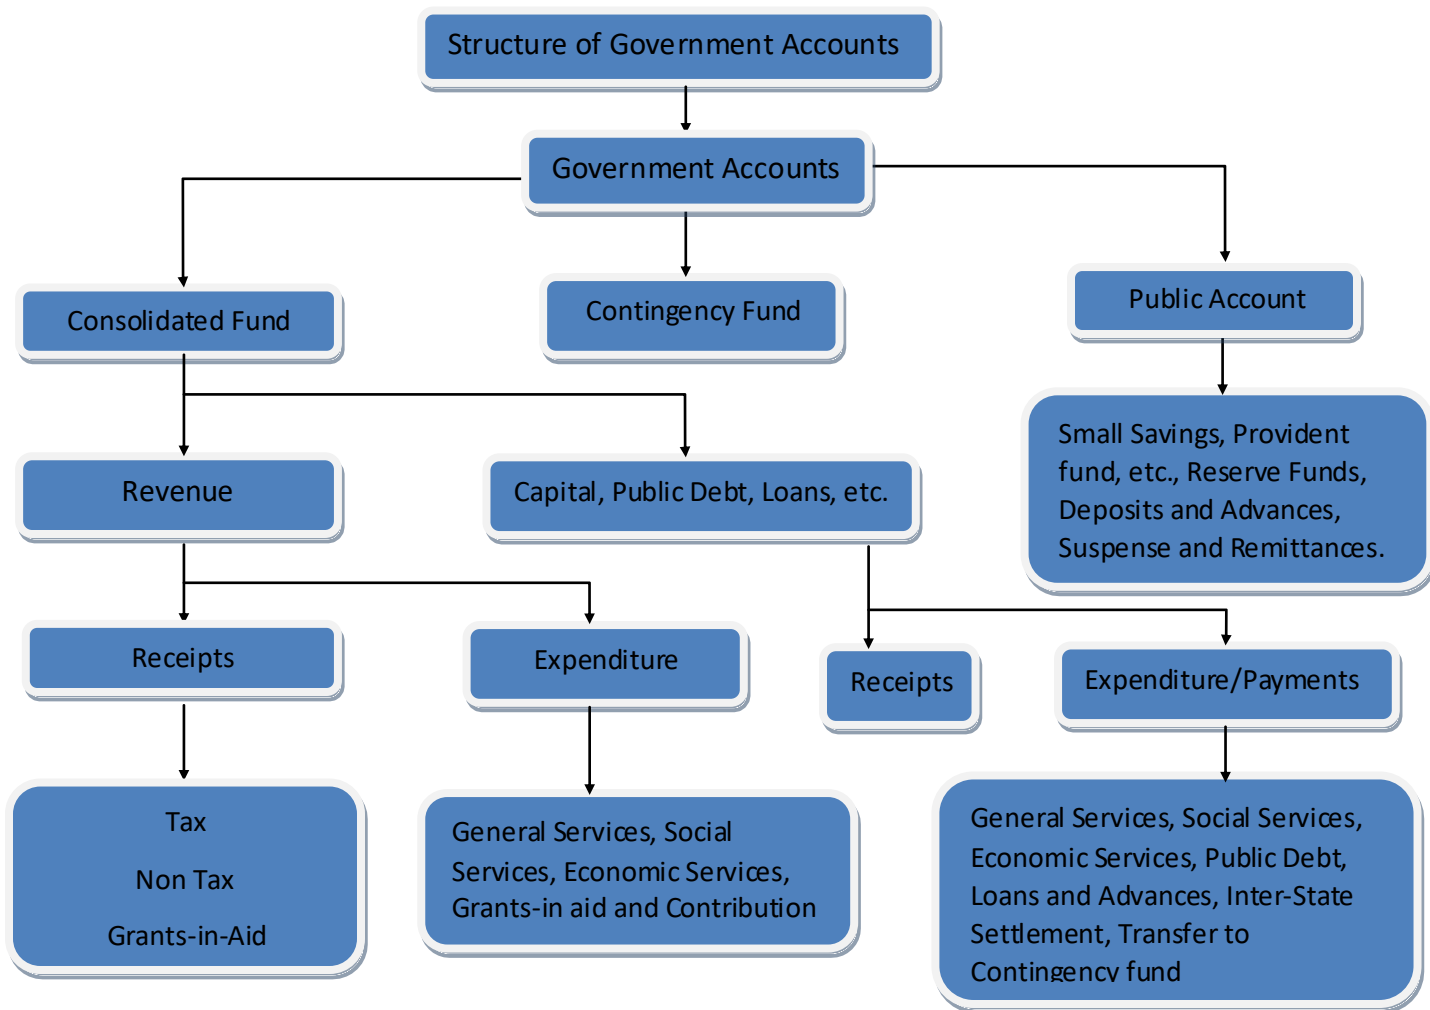 Structure of Government Accounts
Government Accounts
Consolidated Fund
Contingency Fund
Public Account
Small Savings, Provident
fund, etc., Reserve Funds,
Deposits and Advances,
Suspense and Remittances.
Revenue
Capital, Public Debt, Loans, etc.
Receipts
Expenditure
Receipts
Expenditure/Payments
Tax
Non Tax
Grants-in-Aid
General Services, Social
Services, Economic Services,
Grants-in aid and Contribution
General Services, Social Services,
Economic Services, Public Debt,
Loans and Advances, Inter-State
Settlement, Transfer to
Contingency fund